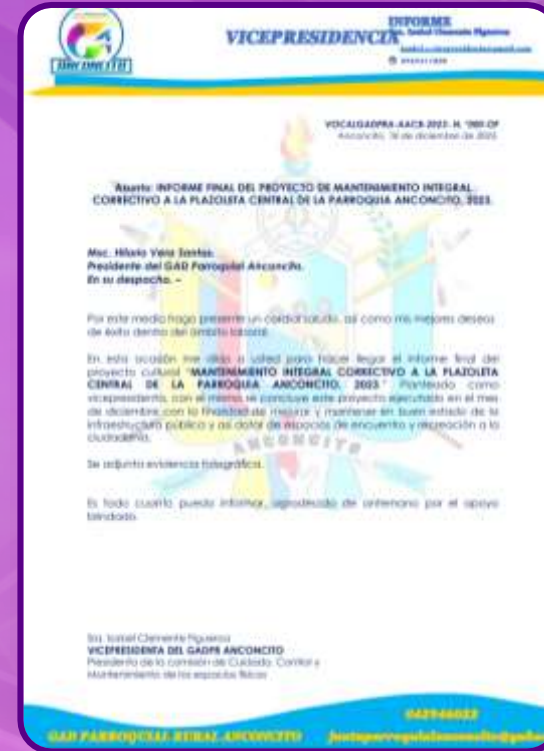 ANCONCITO
VICEPRESIDENCIA
INFORME
Isabel Clemente Figueroa
VOCALGADPRA-AACB-2023- N.
Anconcito, de diciembre de 2023.
Asunto: INFORME FINAL DEL PROYECTO DE MANTENIMIENTO INTEGRAL
CORRECTIVO A LA PLAZOLETA CENTRAL DE LA PARROQUIA ANCONCITO, 2023.
Msc. Hilario Vera Santos.
Presidente del GAD Parroquial Anconcito.
En su despacho. –
Por este medio hago presente un cordial saludo, así como mis mejores deseos
de éxito dentro del ámbito laboral.
En esta ocasión me dirijo a usted para hacer llegar el informe final del
proyecto cultural "MANTENIMIENTO INTEGRAL CORRECTIVO A LA PLAZOLETA
CENTRAL DE LA PARROQUIA ANCONCITO, 2023." Planteado como
vicepresidenta, con el mismo se concluye este proyecto ejecutado en el mes
de diciembre con la finalidad de mejorar y mantener en buen estado de la
infraestructura pública y así dotar de espacios de encuentro y recreación a la
ciudadanía.
ANCONCITO
Se adjunta evidencia fotográfica.
Es todo cuanto puedo informar, agradecida de antemano por el apoyo
brindado.
Sra. Isabel Clemente Figueroa
VICEPRESIDENTA DEL GADPR ANCONCITO
Presidenta de la comisión de Cuidado, Control y
Mantenimiento de los espacios físicos
042946022
GAD PARROQUIAL RURAL ANCONCITO